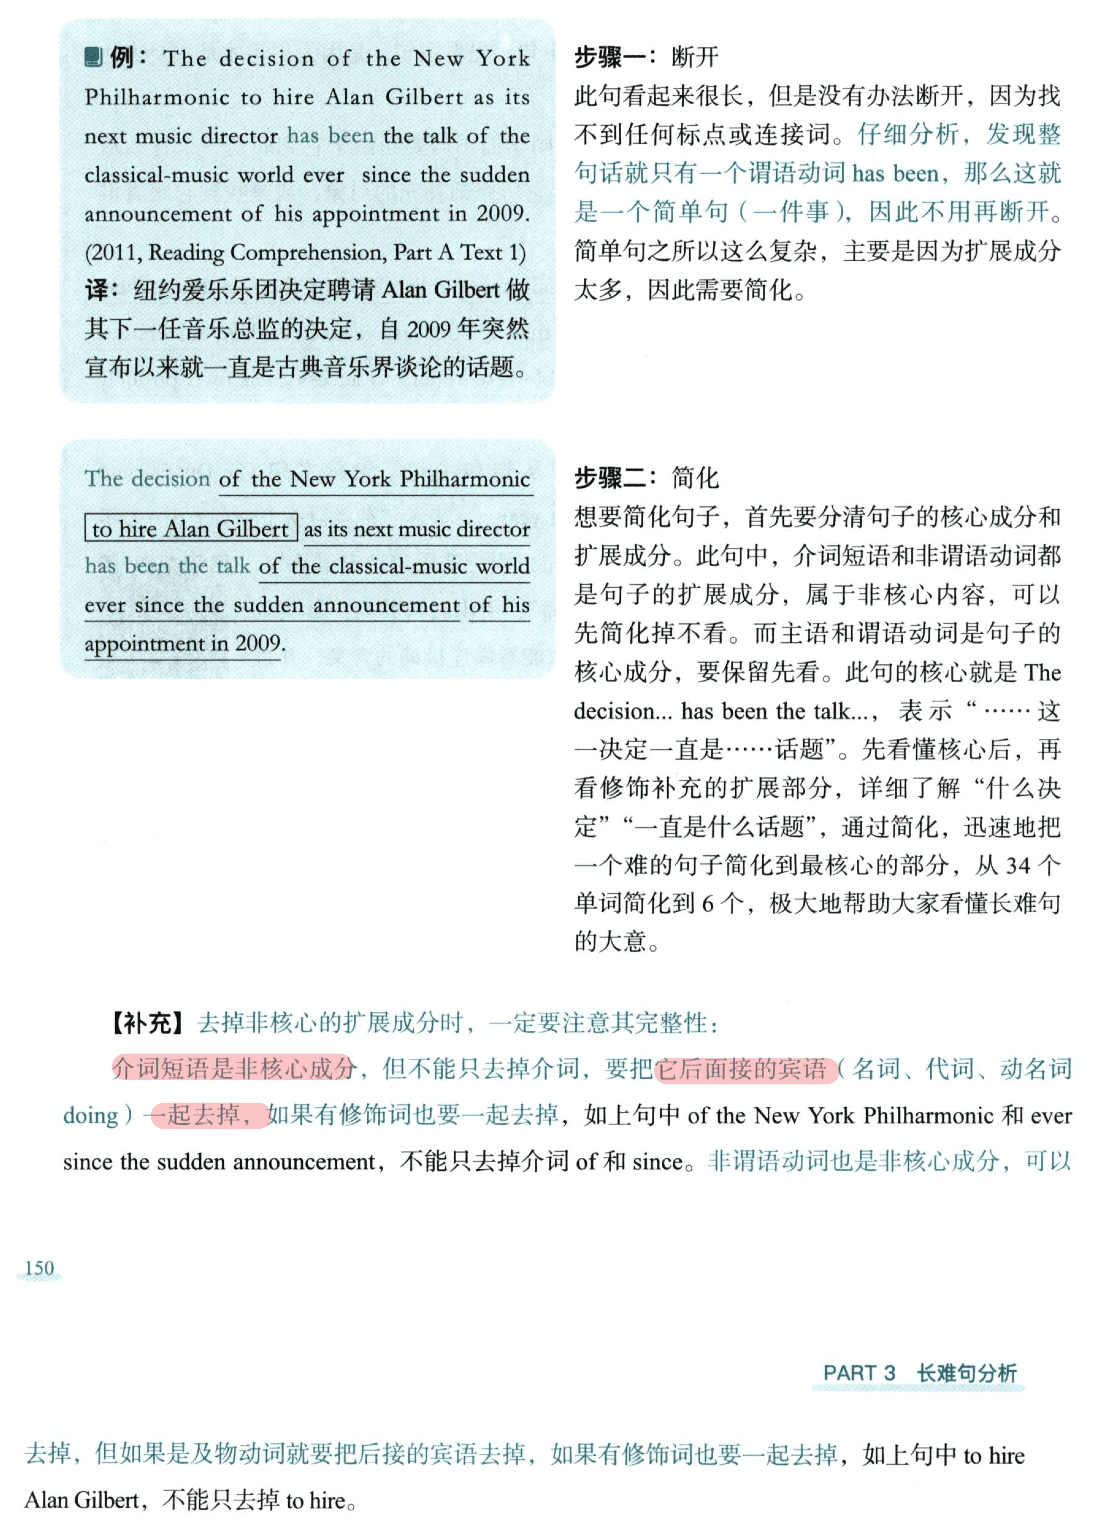 例：The decision of the New York
Philharmonic to hire Alan Gilbert as its
next music director has been the talk of the
classical-music world ever since the sudden
announcement of his appointment in 2009.
(2011, Reading Comprehension, Part A Text 1)
译：纽约爱乐乐团决定聘请 Alan Gilbert 做
其下一任音乐总监的决定，自 2009 年突然
宣布以来就一直是古典音乐界谈论的话题。
步骤一：断开
此句看起来很长，但是没有办法断开，因为找
不到任何标点或连接词。仔细分析，发现整
句话就只有一个谓语动词 has been，那么这就
是一个简单句（一件事），因此不用再断开。
简单句之所以这么复杂，主要是因为扩展成分
太多，因此需要简化。
The decision of the New York Philharmonic
to hire Alan Gilbert as its next music director
has been the talk of the classical-music world
ever since the sudden announcement of his
appointment in 2009.
步骤二：简化
想要简化句子，首先要分清句子的核心成分和
扩展成分。此句中，介词短语和非谓语动词都
是句子的扩展成分，属于非核心内容，可以
先简化掉不看。而主语和谓语动词是句子的
核心成分，要保留先看。此句的核心就是 The
decision... has been the talk...，表示“……这
一决定一直是……话题”。先看懂核心后，再
看修饰补充的扩展部分，详细了解“什么决
定”“一直是什么话题”，通过简化，迅速地把
一个难的句子简化到最核心的部分，从 34 个
单词简化到 6 个，极大地帮助大家看懂长难句
的大意。
【补充】去掉非核心的扩展成分时，一定要注意其完整性：
介词短语是非核心成分，但不能只去掉介词，要把它后面接的宾语（名词、代词、动名词
doing）一起去掉，如果有修饰词也要一起去掉，如上句中 of the New York Philharmonic 和 ever
since the sudden announcement，不能只去掉介词 of 和 since。非谓语动词也是非核心成分，可以
150
PART 3 长难句分析
去掉，但如果是及物动词就要把后接的宾语去掉，如果有修饰词也要一起去掉，如上句中 to hire
Alan Gilbert，不能只去掉 to hire。